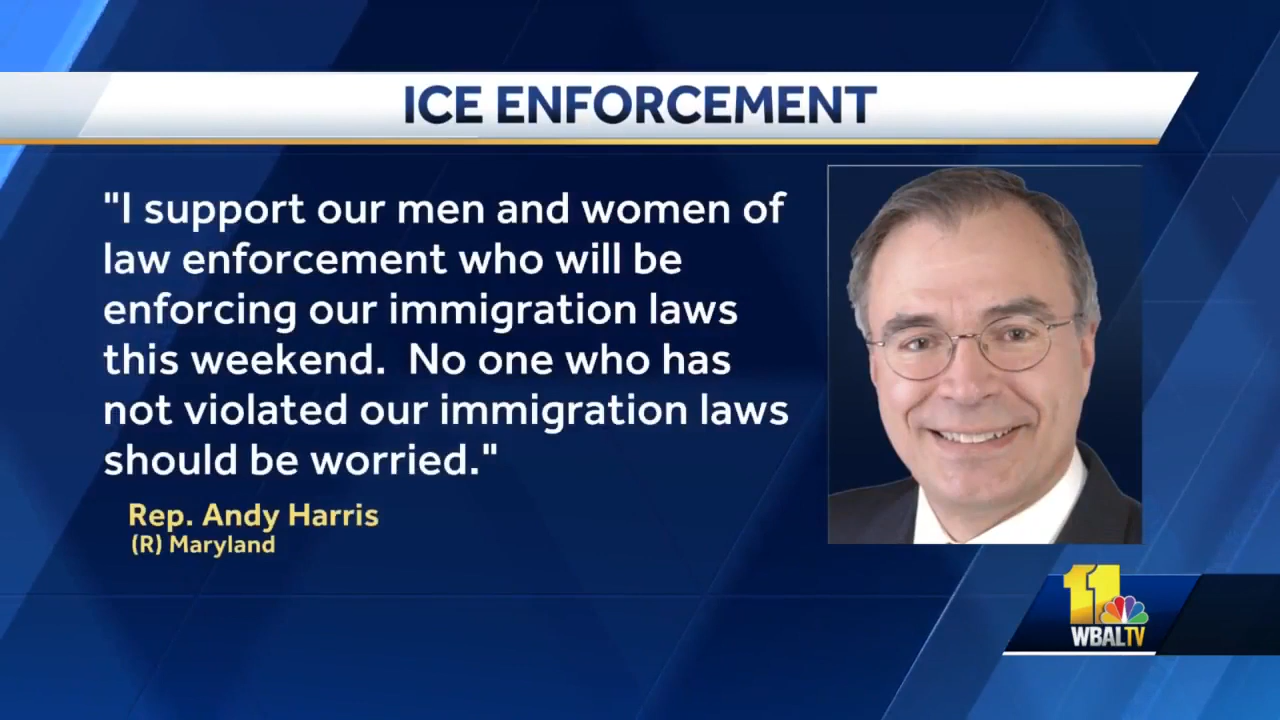 ICE ENFORCEMENT
"I support our men and women of
law enforcement who will be
enforcing our immigration laws
this weekend.  No one who has
not violated our immigration laws
should be worried."
Rep. Andy Harris
(R) Maryland
11
WBALTV